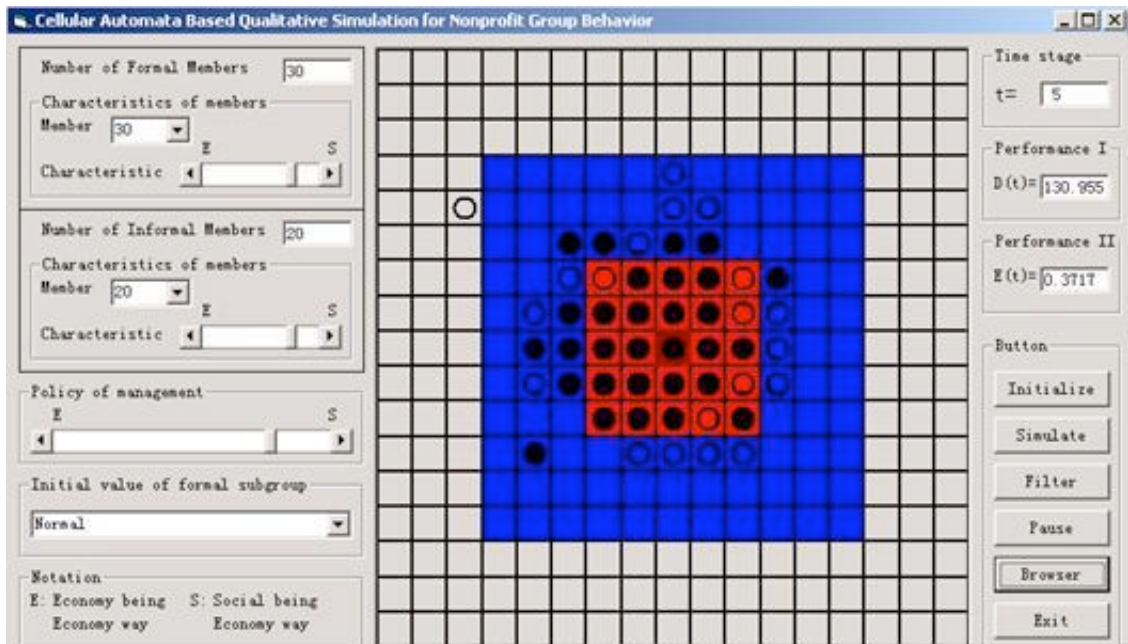 Cellular Automata Based Qualitative Simulation for Nonprofit Group Behavior
Number of Formal Members 30
Characteristics of members
Member 30
E S
Characteristic
Number of Informal Members 20
Characteristics of members
Member 20
E S
Characteristic
Policy of management
E S
Initial value of formal subgroup
Normal
Notation
E: Economy being S: Social being
Economy way Economy way
Time stage
t= 5
Performance I
D(t)= 130.955
Performance II
E(t)= 0.3717
Button
Initialize
Simulate
Filter
Pause
Browser
Exit